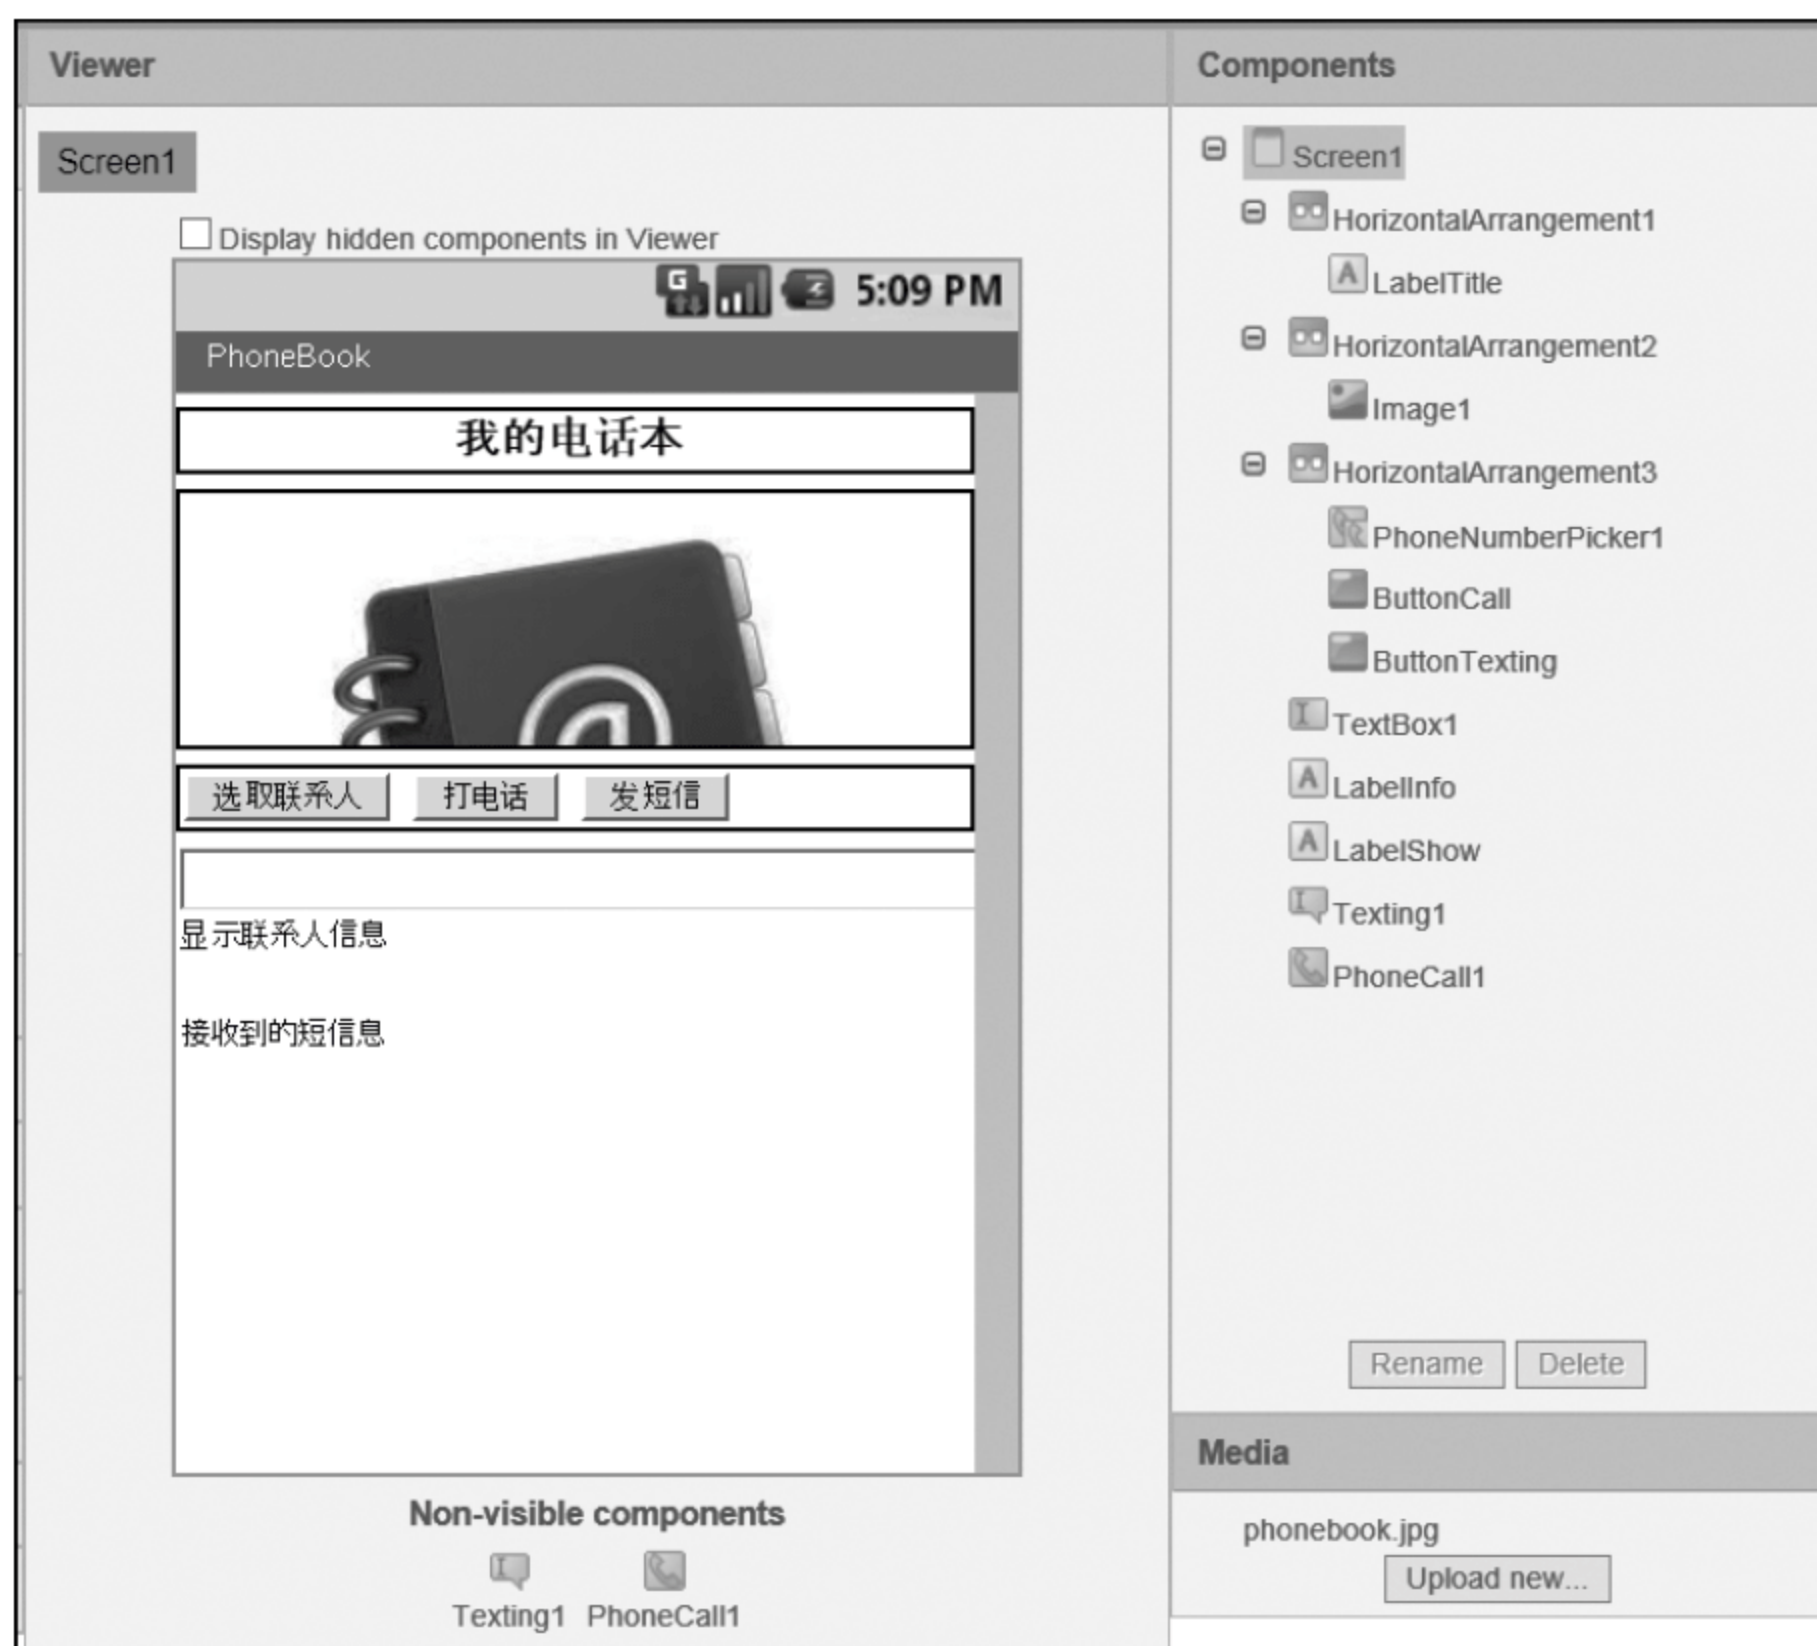 Viewer
Screen1
Display hidden components in Viewer
G 5:09 PM
PhoneBook
我的电话本
@
选取联系人 打电话 发短信
显示联系人信息
接收到的短信息
Non-visible components
Texting1 PhoneCall1
Components
Screen1
HorizontalArrangement1
A LabelTitle
HorizontalArrangement2
Image1
HorizontalArrangement3
PhoneNumberPicker1
ButtonCall
ButtonTexting
TextBox1
A LabelInfo
A LabelShow
Texting1
PhoneCall1
Rename Delete
Media
phonebook.jpg
Upload new...